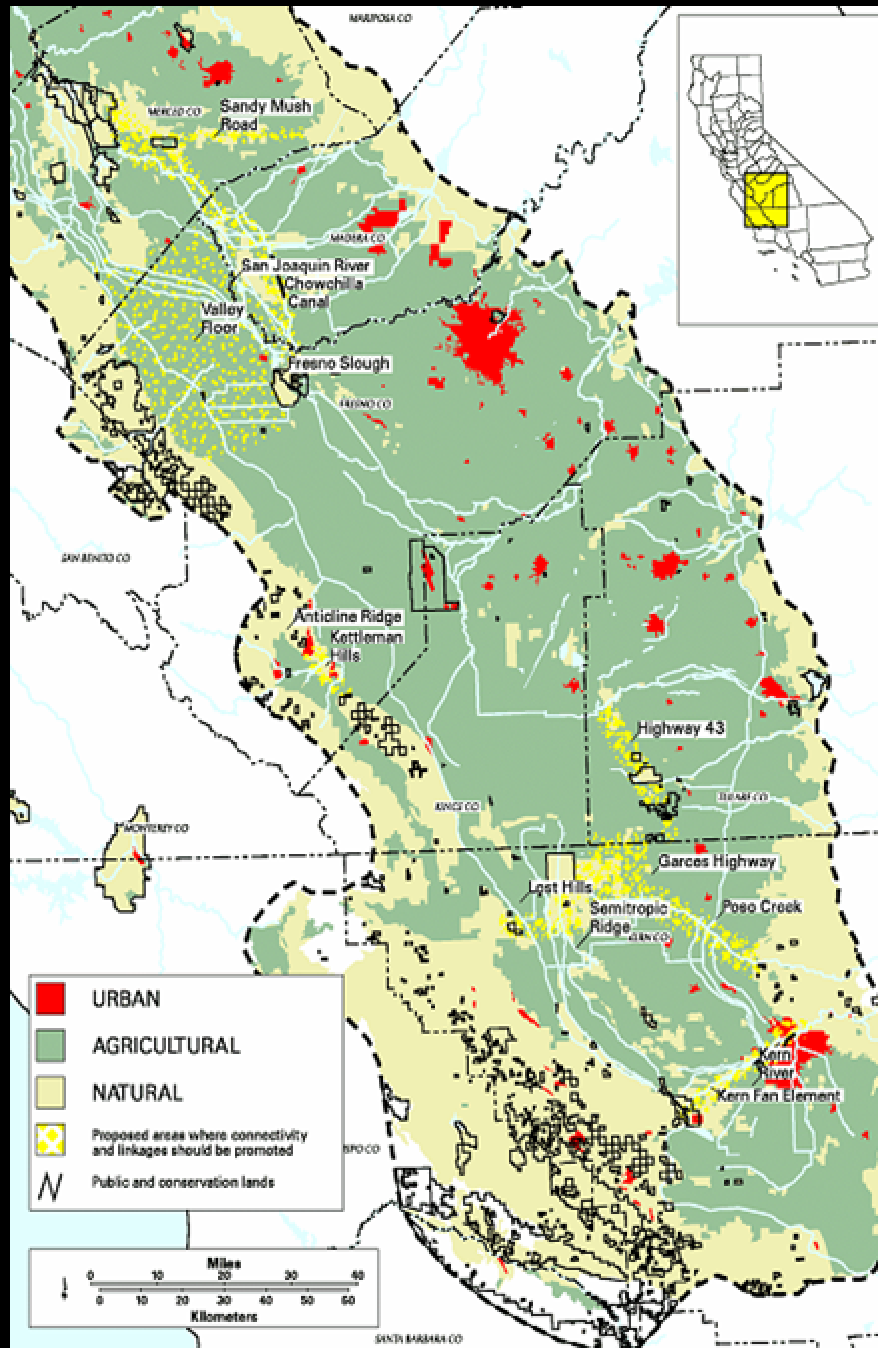 MARIPOSA CO
MERCED CO
Sandy Mush
Road
MADERA CO
San Joaquin River
Chowchilla
Canal
Valley
Floor
Fresno Slough
FRESNO CO
SAN BENITO CO
Anticline Ridge
Kettleman
Hills
Highway 43
KINGS CO
TULARE CO
MONTEREY CO
Garces Highway
Lost Hills
Semitropic
Ridge
Poso Creek
KERN CO
URBAN
AGRICULTURAL
NATURAL
Proposed areas where connectivity
and linkages should be promoted
Public and conservation lands
Kern
River
Kern Fan Element
ISPO CO
Miles
0 10 20 30 40
0 10 20 30 40 50 60
Kilometers
SANTA BARBARA CO